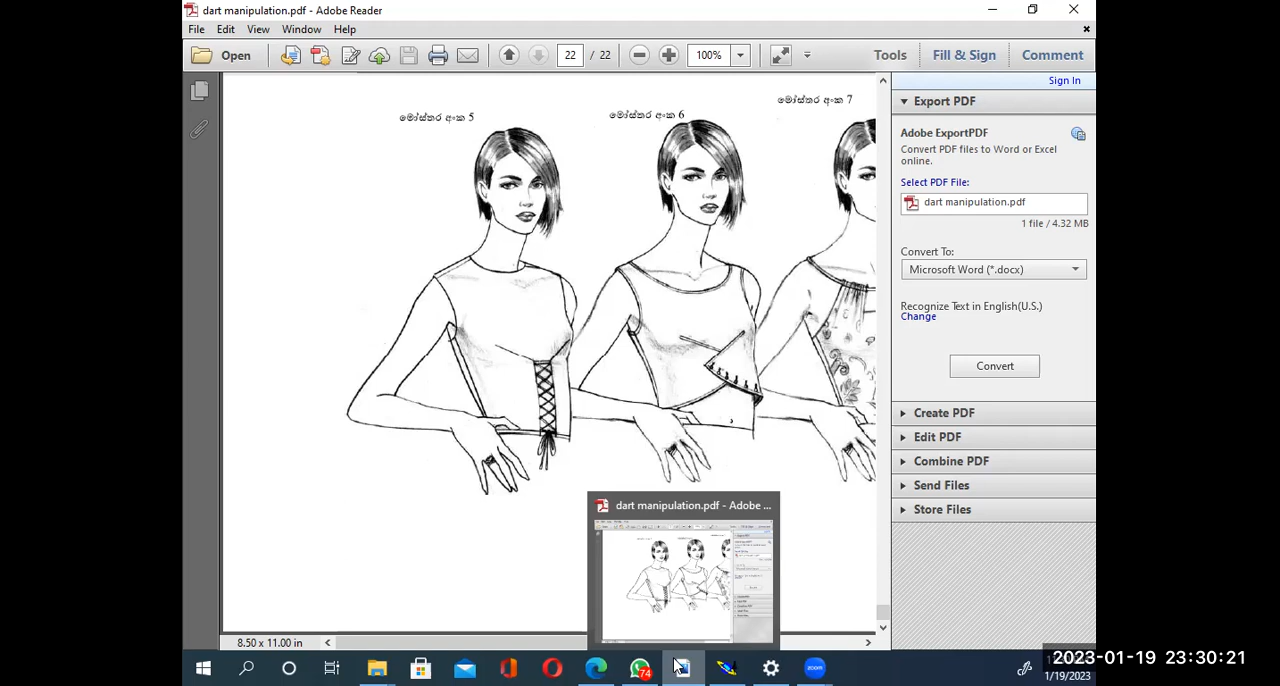 dart manipulation.pdf - Adobe Reader
File Edit View Window Help
Open 22 / 22 100% Tools Fill & Sign Comment
Sign In
Export PDF
Adobe ExportPDF
Convert PDF files to Word or Excel
online.
Select PDF File:
dart manipulation.pdf
1 file / 4.32 MB
Convert To:
Microsoft Word (*.docx)
Recognize Text in English(U.S.)
Change
Convert
Create PDF
Edit PDF
Combine PDF
Send Files
Store Files
මෝස්තර අංක 5
මෝස්තර අංක 6
මෝස්තර අංක 7
dart manipulation.pdf - Adobe ...
8.50 x 11.00 in
74
zoom
2023-01-19 23:30:21
1/19/2023